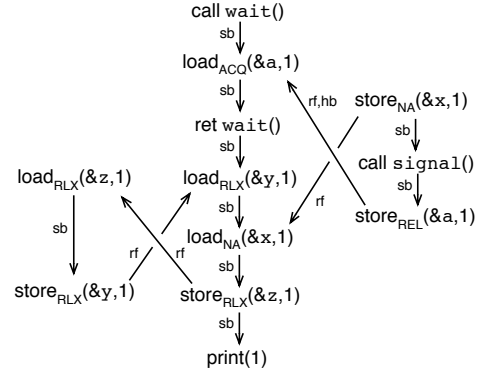 call wait()
sb
load_ACQ(&a,1)
sb
rf,hb
store_NA(&x,1)
ret wait()
sb
sb
call signal()
load_RLX(&z,1)
load_RLX(&y,1)
sb
sb
rf
store_REL(&a,1)
sb
load_NA(&x,1)
rf
rf
sb
store_RLX(&y,1)
store_RLX(&z,1)
sb
print(1)